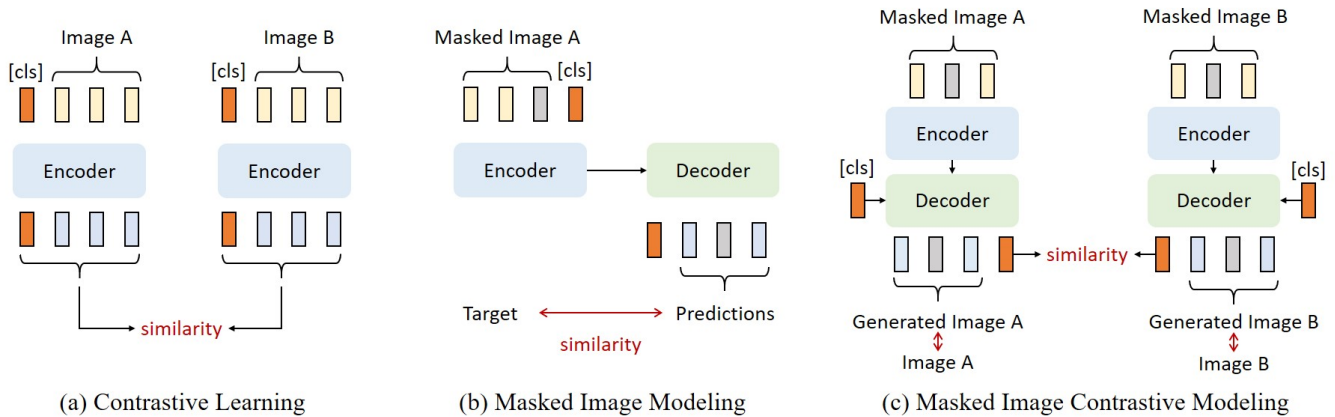 Image A
[cls]
Encoder
Image B
[cls]
Encoder
similarity
(a) Contrastive Learning
Masked Image A
[cls]
Encoder
Decoder
Target
Predictions
similarity
(b) Masked Image Modeling
Masked Image A
Encoder
[cls]
Decoder
Generated Image A
Image A
similarity
Masked Image B
Encoder
[cls]
Decoder
Generated Image B
Image B
(c) Masked Image Contrastive Modeling